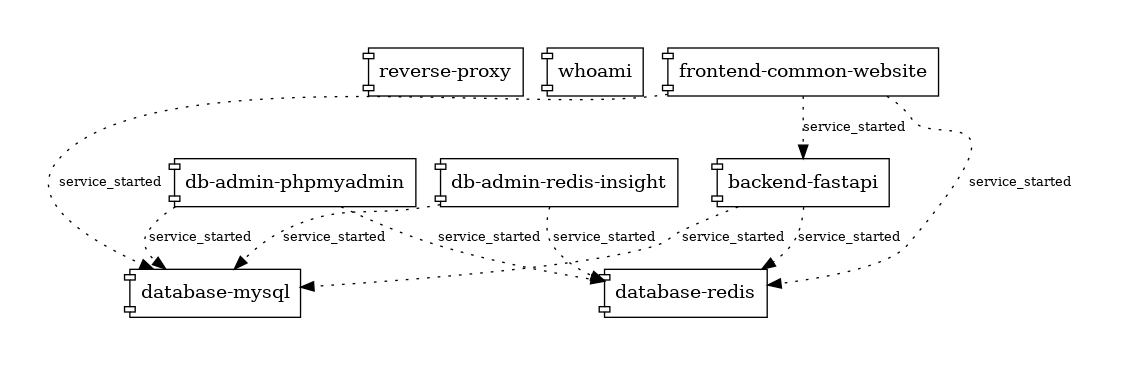 reverse-proxy
whoami
frontend-common-website
service_started
service_started
service_started
db-admin-phpmyadmin
db-admin-redis-insight
backend-fastapi
service_started
service_started
service_started
service_started
service_started
service_started
database-mysql
database-redis